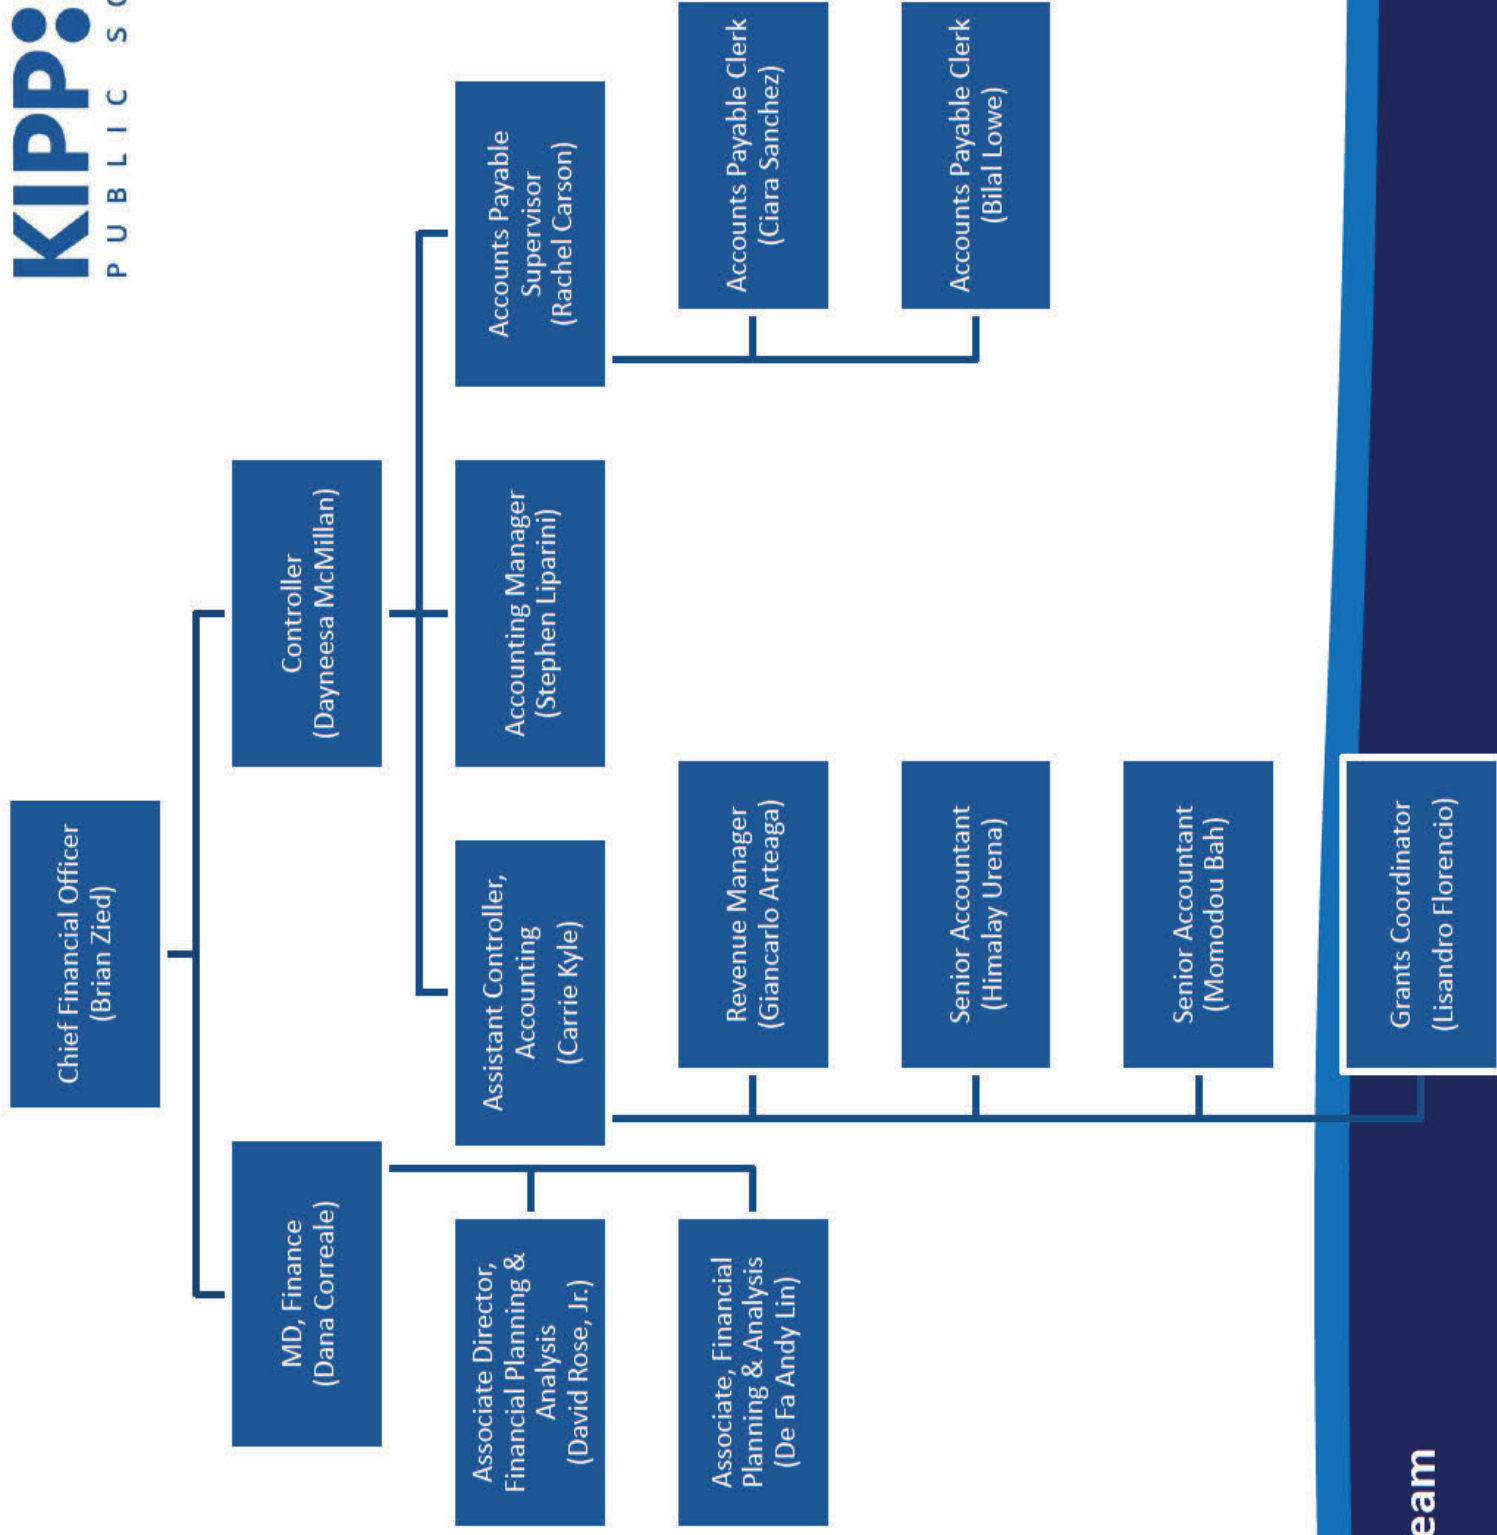 KIPP:
PUBLIC
Chief Financial Officer
(Brian Zied)
MD, Finance
(Dana Correale)
Controller
(Dayneesa McMillan)
Associate Director,
Financial Planning &
Analysis
(David Rose, Jr.)
Associate, Financial
Planning & Analysis
(De Fa Andy Lin)
Assistant Controller,
Accounting
(Carrie Kyle)
Revenue Manager
(Giancarlo Arteaga)
Senior Accountant
(Himalay Urena)
Senior Accountant
(Momodou Bah)
Grants Coordinator
(Lisandro Florencio)
Accounting Manager
(Stephen Liparini)
Accounts Payable
Supervisor
(Rachel Carson)
Accounts Payable Clerk
(Ciara Sanchez)
Accounts Payable Clerk
(Bilal Lowe)
eam